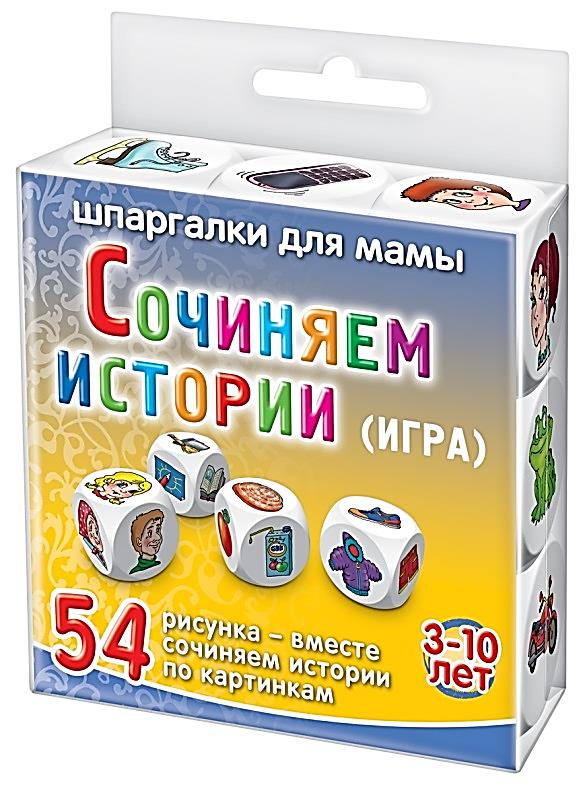 шпаргалки для мамы
Сочиняем
истории
(игра)
54
рисунка – вместе
сочиняем истории
по картинкам
3-10
лет